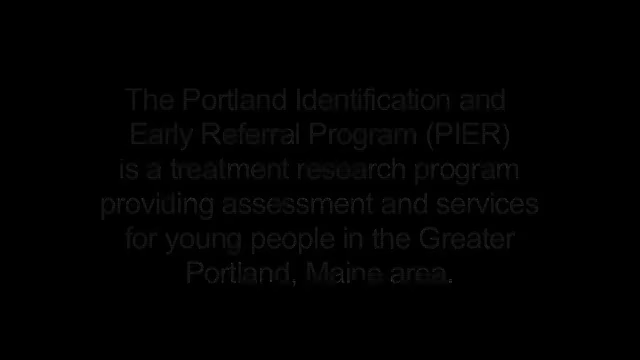 The Portland Identification and
Early Referral Program (PIER)
is a treatment research program
providing assessment and services
for young people in the Greater
Portland, Maine area.